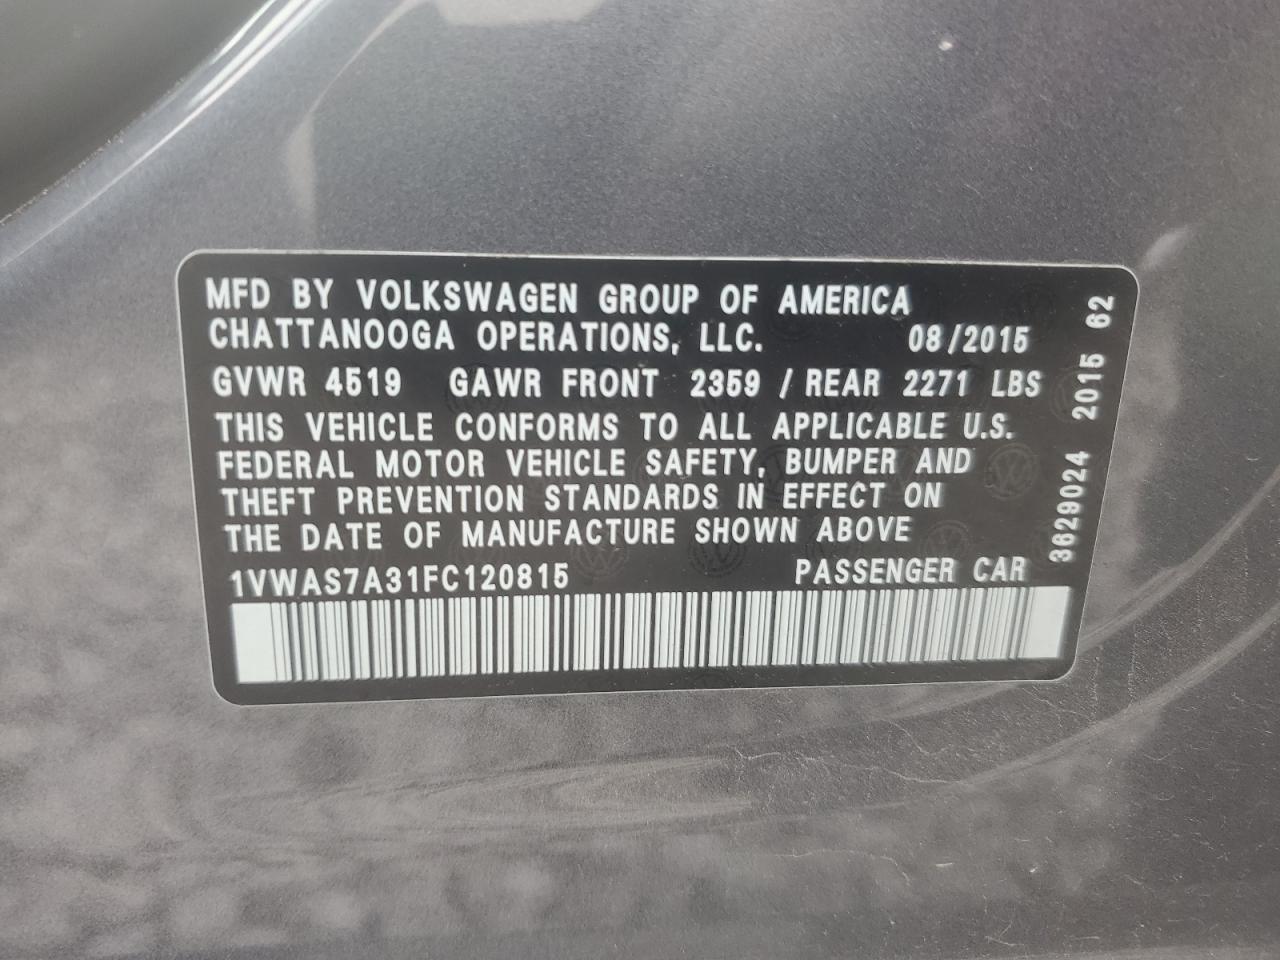 MFD BY VOLKSWAGEN GROUP OF AMERICA
CHATTANOOGA OPERATIONS, LLC. 08/2015
GVWR 4519 GAWR FRONT 2359 / REAR 2271 LBS
THIS VEHICLE CONFORMS TO ALL APPLICABLE U.S.
FEDERAL MOTOR VEHICLE SAFETY, BUMPER AND
THEFT PREVENTION STANDARDS IN EFFECT ON
THE DATE OF MANUFACTURE SHOWN ABOVE
1VWAS7A31FC120815 PASSENGER CAR
3629024 2015 62